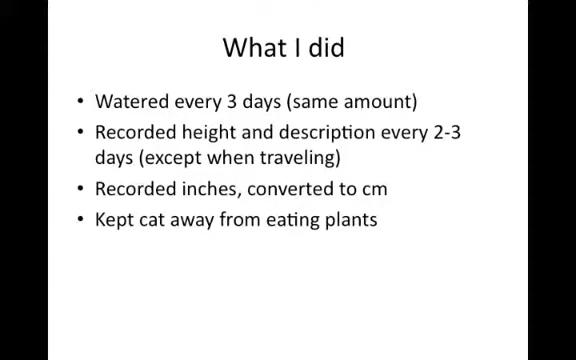 What I did
• Watered every 3 days (same amount)
• Recorded height and description every 2-3
days (except when traveling)
• Recorded inches, converted to cm
• Kept cat away from eating plants